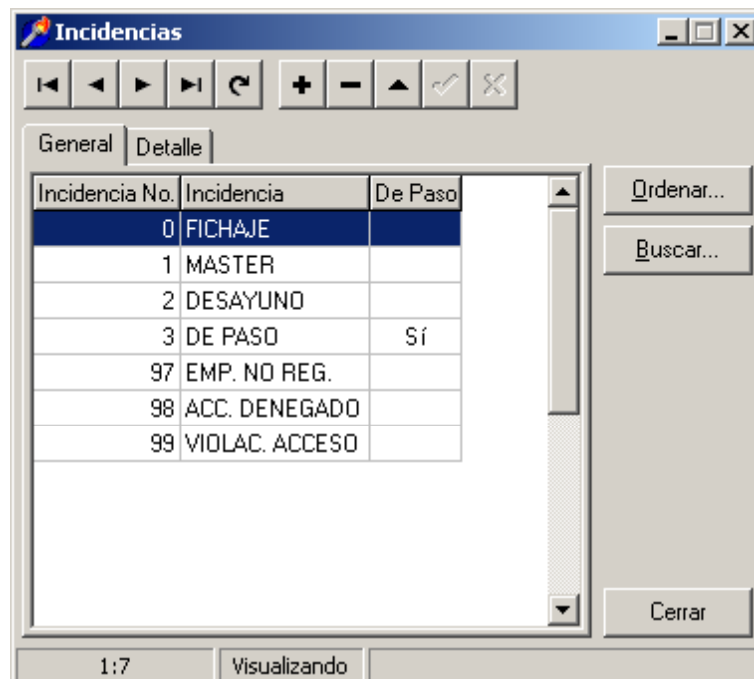 Incidencias
General Detalle
Incidencia No. Incidencia De Paso
0 FICHAJE
1 MASTER
2 DESAYUNO
3 DE PASO Sí
97 EMP. NO REG.
98 ACC. DENEGADO
99 VIOLAC. ACCESO
Ordenar...
Buscar...
Cerrar
1:7 Visualizando